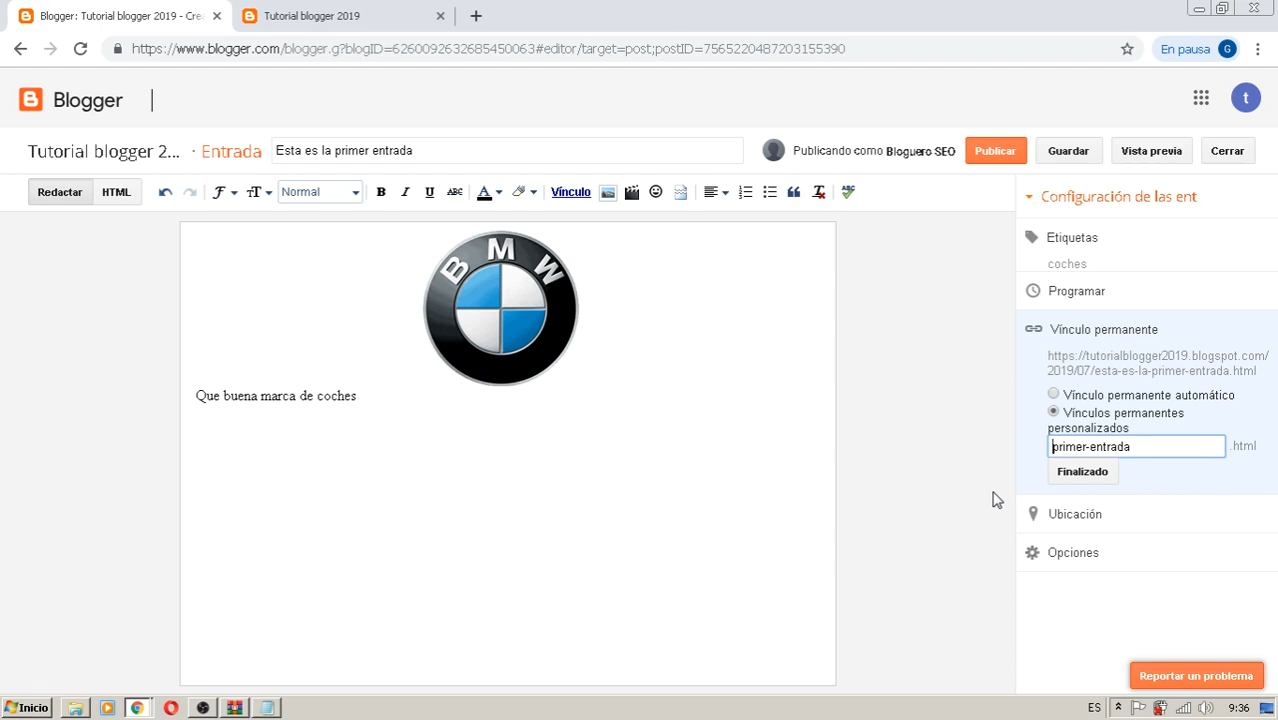 Blogger: Tutorial blogger 2019 - Cre
Tutorial blogger 2019
https://www.blogger.com/blogger.g?blogID=6260092632685450063#editor/target=post;postID=7565220487203155390
En pausa
G
Blogger
t
Tutorial blogger 2... · Entrada
Esta es la primer entrada
Publicando como Bloguero SEO
Publicar
Guardar
Vista previa
Cerrar
Redactar
HTML
Normal
B
I
U
ABC
A
Vínculo
Configuración de las ent
Etiquetas
coches
Programar
BMW
Que buena marca de coches
Vínculo permanente
https://tutorialblogger2019.blogspot.com/
2019/07/esta-es-la-primer-entrada.html
Vínculo permanente automático
Vínculos permanentes
personalizados
primer-entrada
.html
Finalizado
Ubicación
Opciones
Reportar un problema
Inicio
ES
9:36